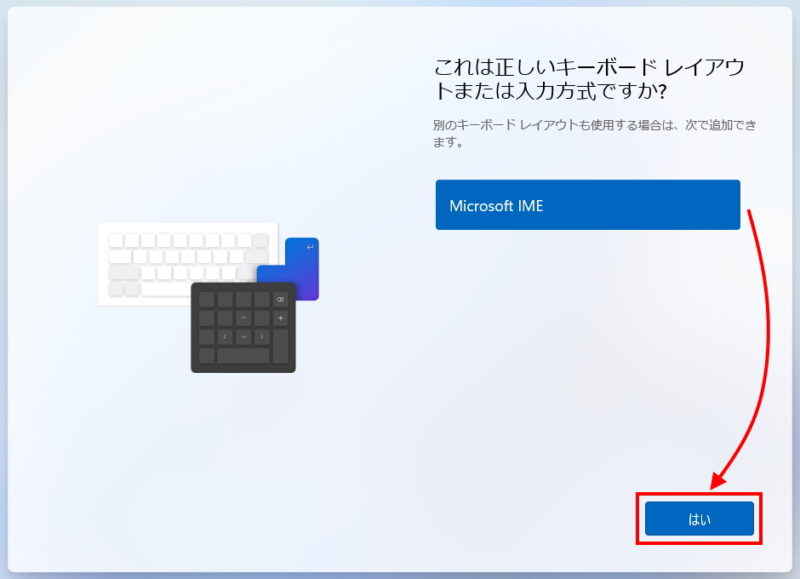 これは正しいキーボード レイアウ
トまたは入力方式ですか?
別のキーボード レイアウトも使用する場合は、次で追加でき
ます。
Microsoft IME
はい